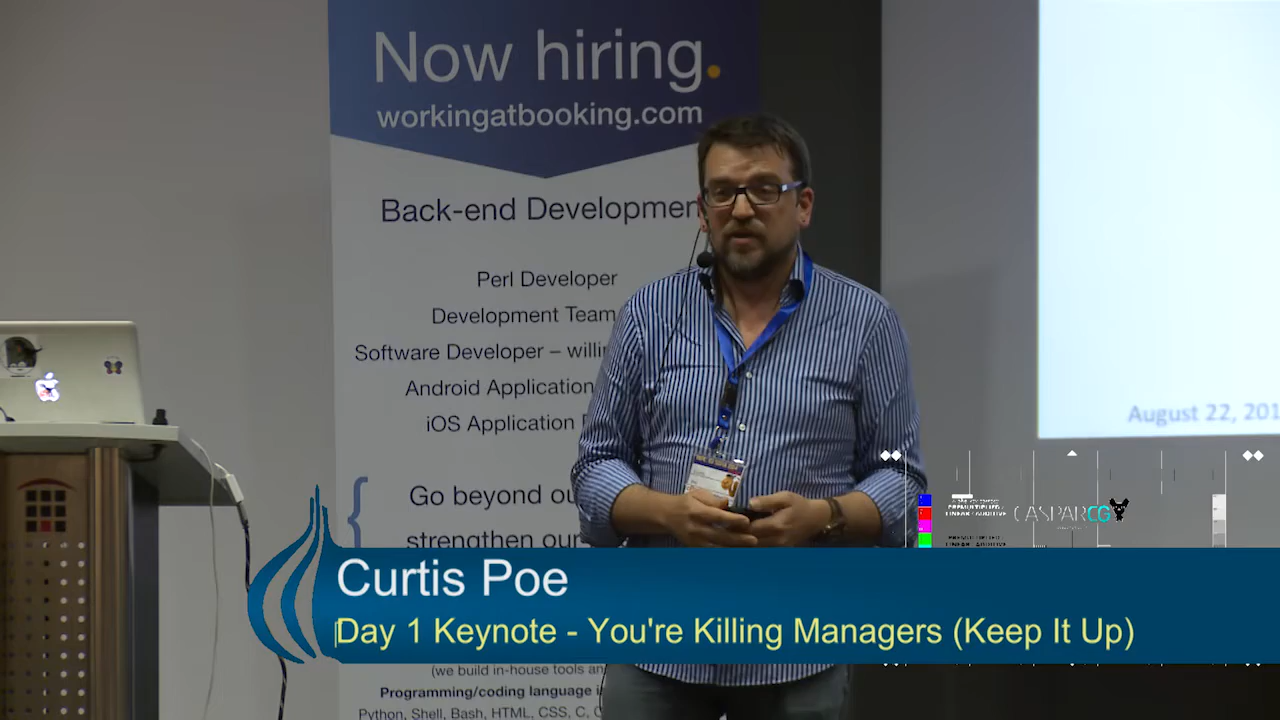 Now hiring.
workingatbooking.com
Back-end Developmen
Perl Developer
Development Team
Software Developer – willin
Android Application
iOS Application
{ Go beyond ou
strengthen our
August 22, 201
CASPARCG
Curtis Poe
Day 1 Keynote - You're Killing Managers (Keep It Up)
(we build in-house tools an
Programming/coding language i
Python, Shell, Bash, HTML, CSS, C, C